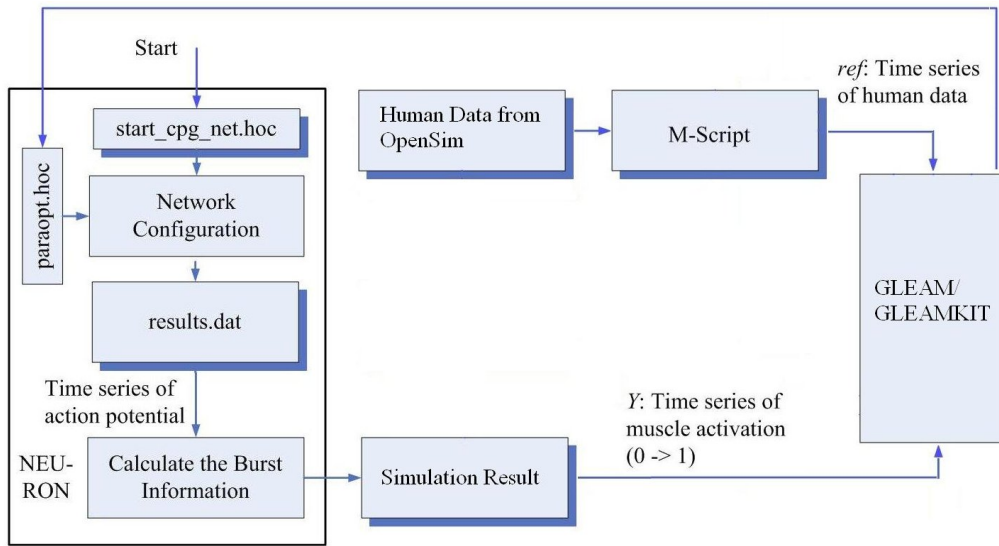 Start
start_cpg_net.hoc
paraopt.hoc
Network
Configuration
results.dat
Time series of
action potential
NEU-
RON
Calculate the Burst
Information
Human Data from
OpenSim
M-Script
ref: Time series
of human data
GLEAM/
GLEAMKIT
Simulation Result
Y: Time series of
muscle activation
(0 -> 1)